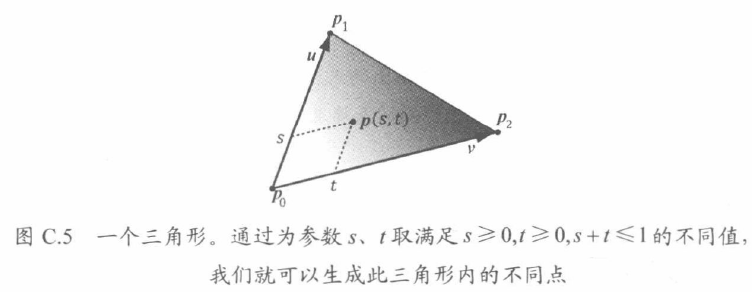 p₁
u
p(s,t)
s
p₂
v
t
p₀
图 C.5 一个三角形。通过为参数 s、t 取满足 s≥0,t≥0,s+t≤1 的不同值，
我们就可以生成此三角形内的不同点